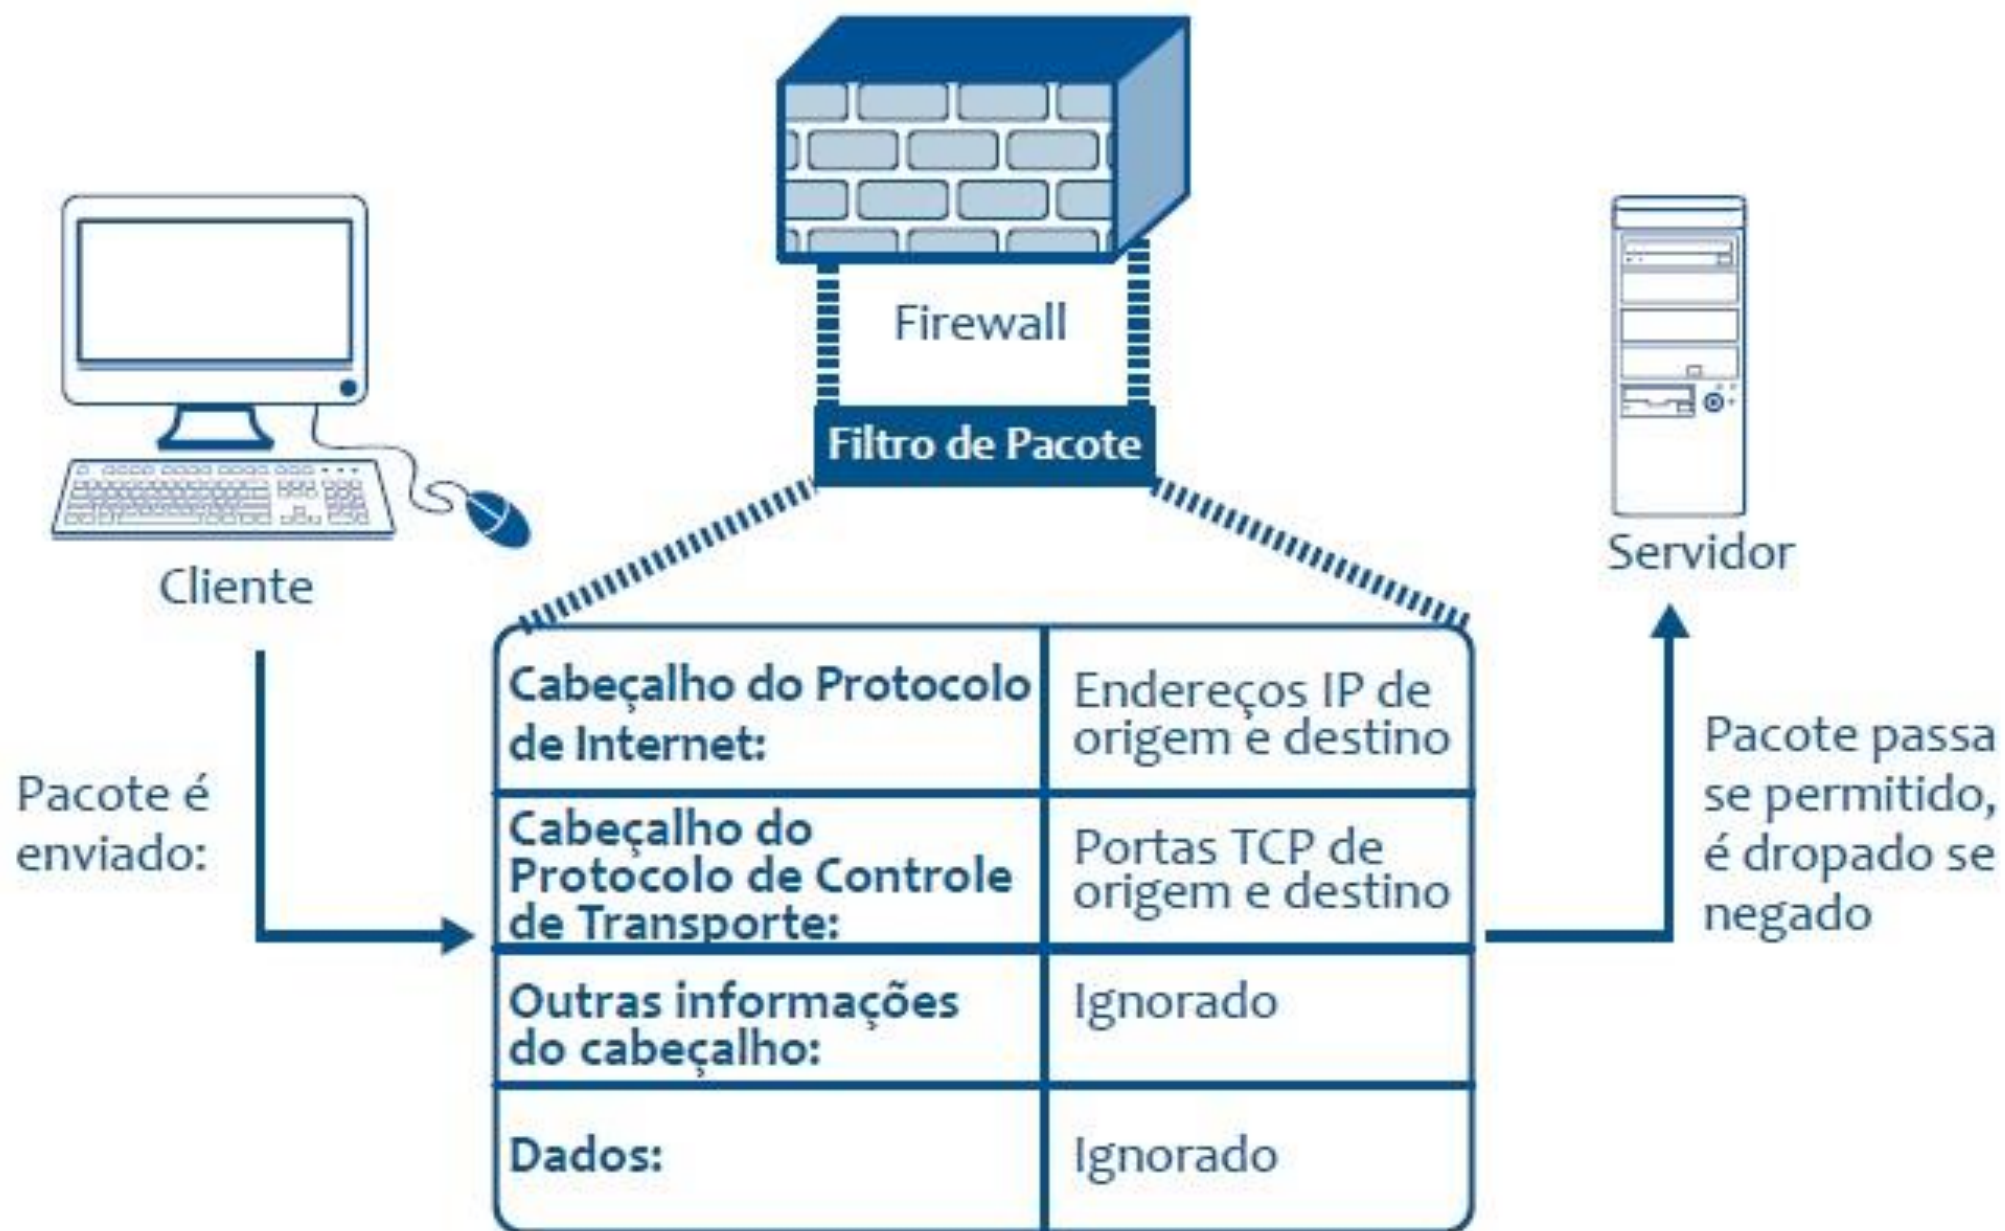 Firewall
Filtro de Pacote
Cliente
Servidor
Pacote é
enviado:
Cabeçalho do Protocolo
de Internet:
Endereços IP de
origem e destino
Cabeçalho do
Protocolo de Controle
de Transporte:
Portas TCP de
origem e destino
Outras informações
do cabeçalho:
Ignorado
Dados:
Ignorado
Pacote passa
se permitido,
é dropado se
negado